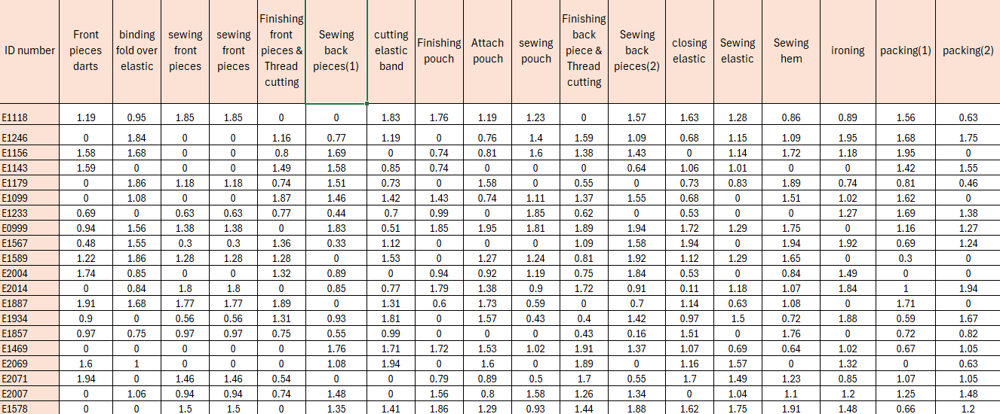 ID number Front pieces darts binding fold over elastic sewing front pieces sewing front pieces Finishing front pieces & Thread cutting Sewing back pieces(1) cutting elastic band Finishing pouch Attach pouch sewing pouch Finishing back piece & Thread cutting Sewing back pieces(2) closing elastic Sewing elastic Sewing hem ironing packing(1) packing(2)
E1118 1.19 0.95 1.85 1.85 0 0 1.83 1.76 1.19 1.23 0 1.57 1.63 1.28 0.86 0.89 1.56 0.63
E1246 0 1.84 0 0 1.16 0.77 1.19 0 0.76 1.4 1.59 1.09 0.68 1.15 1.09 1.95 1.68 1.75
E1156 1.58 1.68 0 0 0.8 1.69 0 0.74 0.81 1.6 1.38 1.43 0 1.14 1.72 1.18 1.95 0
E1143 1.59 0 0 0 1.49 1.58 0.85 0.74 0 0 0 0.64 1.06 1.01 0 0 1.42 1.55
E1179 0 1.86 1.18 1.18 0.74 1.51 0.73 0 1.58 0 0.55 0 0.73 0.83 1.89 0.74 0.81 0.46
E1099 0 1.08 0 0 1.87 1.46 1.42 1.43 0.74 1.11 1.37 1.55 0.68 0 1.51 1.02 1.62 0
E1233 0.69 0 0.63 0.63 0.77 0.44 0.7 0.99 0 1.85 0.62 0 0.53 0 0 1.27 1.69 1.38
E0999 0.94 1.56 1.38 1.38 0 1.83 0.51 1.85 1.95 1.81 1.89 1.94 1.72 1.29 1.75 0 1.16 1.27
E1567 0.48 1.55 0.3 0.3 1.36 0.33 1.12 0 0 0 1.09 1.58 1.94 0 1.94 1.92 0.69 1.24
E1589 1.22 1.86 1.28 1.28 1.28 0 1.53 0 1.27 1.24 0.81 1.92 1.12 1.29 1.65 0 0.3 0
E2004 1.74 0.85 0 0 1.32 0.89 0 0.94 0.92 1.19 0.75 1.84 0.53 0 0.84 1.49 0 0
E2014 0 0.84 1.8 1.8 0 0.85 0.77 1.79 1.38 0.9 1.72 0.91 0.11 1.18 1.07 1.84 1 1.94
E1887 1.91 1.68 1.77 1.77 1.89 0 1.31 0.6 1.73 0.59 0 0.7 1.14 0.63 1.08 0 1.71 0
E1934 0.9 0 0.56 0.56 1.31 0.93 1.81 0 1.57 0.43 0.4 1.42 0.97 1.5 0.72 1.88 0.59 1.67
E1857 0.97 0.75 0.97 0.97 0.75 0.55 0.99 0 0 0 0.43 0.16 1.51 0 1.76 0 0.72 0.82
E1469 0 0 0 0 0 1.76 1.71 1.72 1.53 1.02 1.91 1.37 1.07 0.69 0.64 1.02 0.67 1.05
E2069 1.6 1 0 0 0 1.08 1.94 0 1.6 0 1.89 0 1.16 1.57 0 1.32 0 0.63
E2071 1.94 0 1.46 1.46 0.54 0 0 0.79 0.89 0.5 1.7 0.55 1.7 1.49 1.23 0.85 1.07 1.05
E2007 0 1.06 0.94 0.94 0.74 1.48 0 1.56 0.8 1.58 1.26 1.34 0 1.04 1.1 1.2 1.25 1.48
E1578 0 0 1.5 1.5 0 1.35 1.41 1.86 1.29 0.93 1.44 1.88 1.62 1.75 1.91 1.48 0.66 1.2